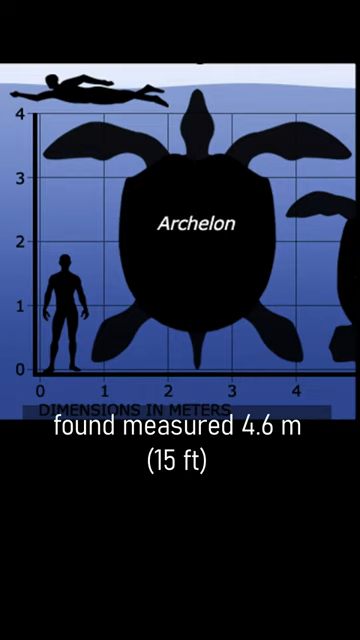 4
3
2
1
0
Archelon
0 1 2 3 4
DIMENSIONS IN METERS
found measured 4.6 m
(15 ft)